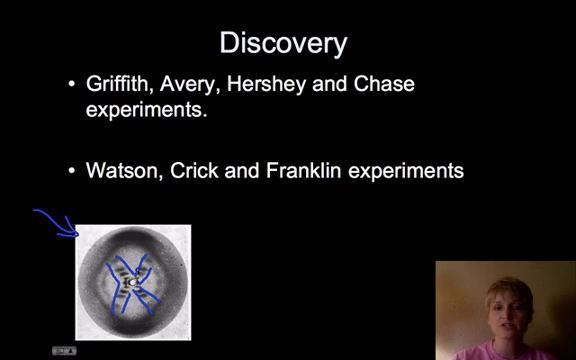 Discovery
• Griffith, Avery, Hershey and Chase
experiments.
• Watson, Crick and Franklin experiments